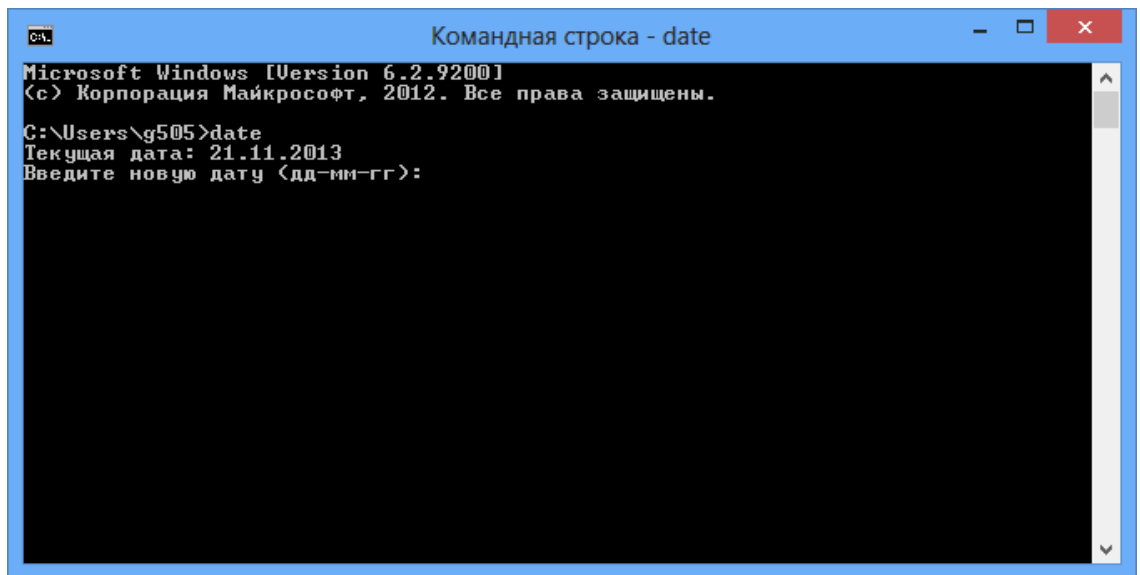 Командная строка - date
Microsoft Windows [Version 6.2.9200]
(c) Корпорация Майкрософт, 2012. Все права защищены.
C:\Users\g505>date
Текущая дата: 21.11.2013
Введите новую дату (дд-мм-гг):